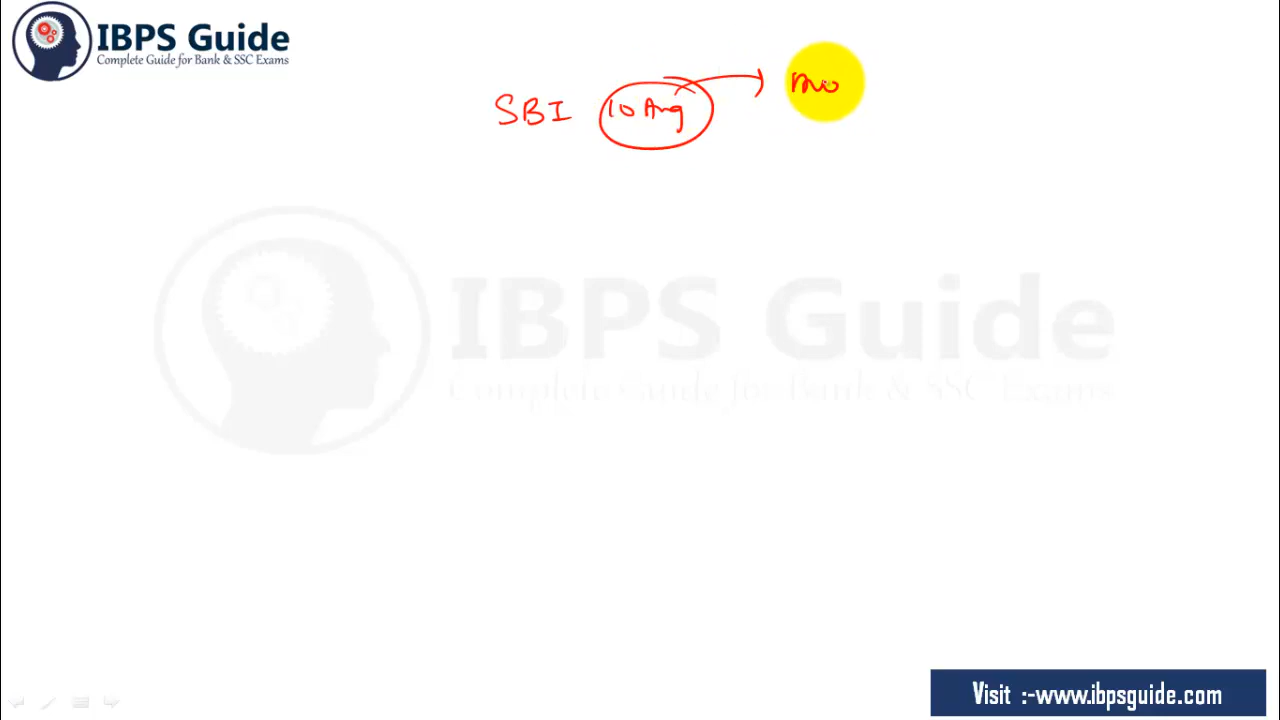 IBPS Guide
Complete Guide for Bank & SSC Exams
SBI 10 Aug
IBPS Guide
Complete Guide for Bank & SSC Exams
Visit :-www.ibpsguide.com